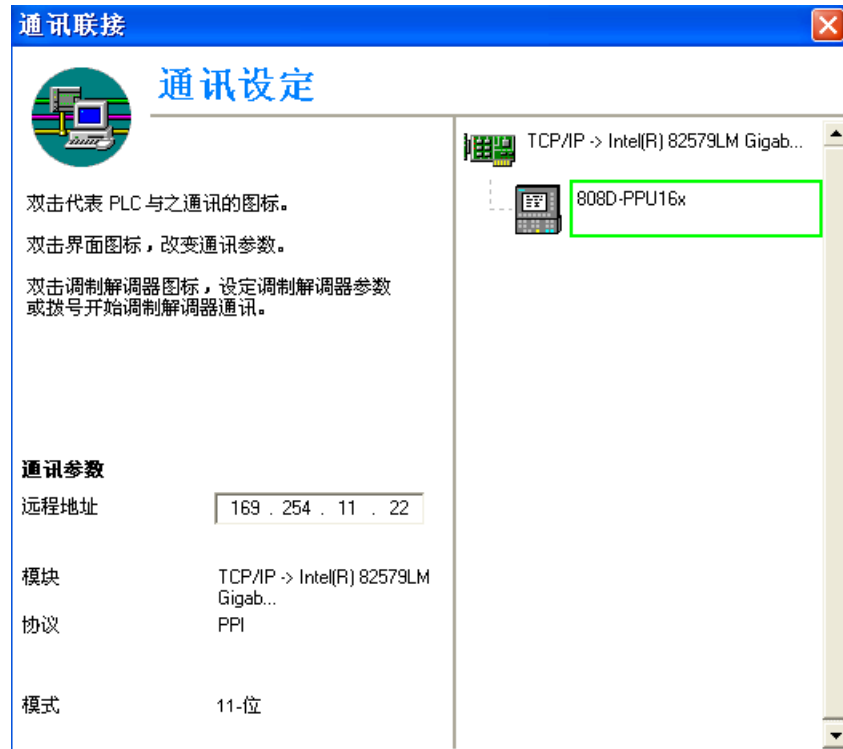 通讯联接
通讯设定
双击代表 PLC 与之通讯的图标。
双击界面图标，改变通讯参数。
双击调制解调器图标，设定调制解调器参数
或拨号开始调制解调器通讯。
通讯参数
远程地址 169 . 254 . 11 . 22
模块 TCP/IP -> Intel(R) 82579LM
Gigab...
协议 PPI
模式 11-位
TCP/IP -> Intel(R) 82579LM Gigab...
808D-PPU16x